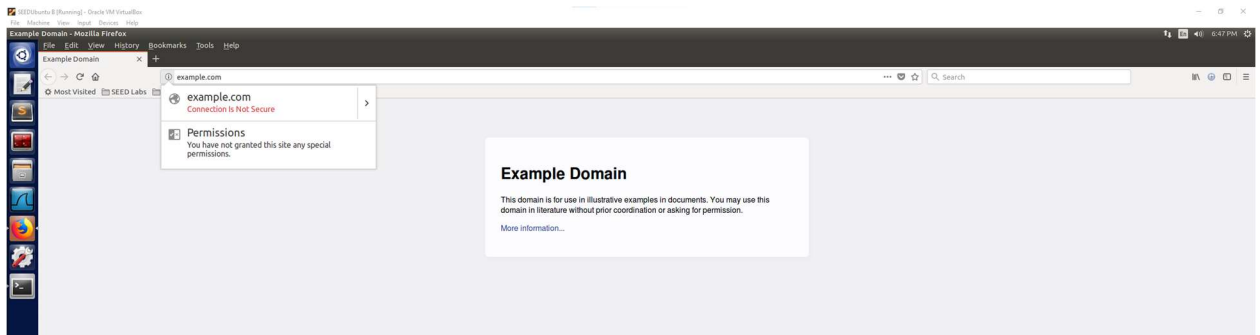 SEEDUbuntu B [Running] - Oracle VM VirtualBox
File Machine View Input Devices Help
Example Domain - Mozilla Firefox
En 6:47 PM
File Edit View History Bookmarks Tools Help
Example Domain
example.com
Search
Most Visited SEED Labs
example.com
Connection Is Not Secure
Permissions
You have not granted this site any special
permissions.
Example Domain
This domain is for use in illustrative examples in documents. You may use this
domain in literature without prior coordination or asking for permission.
More information...